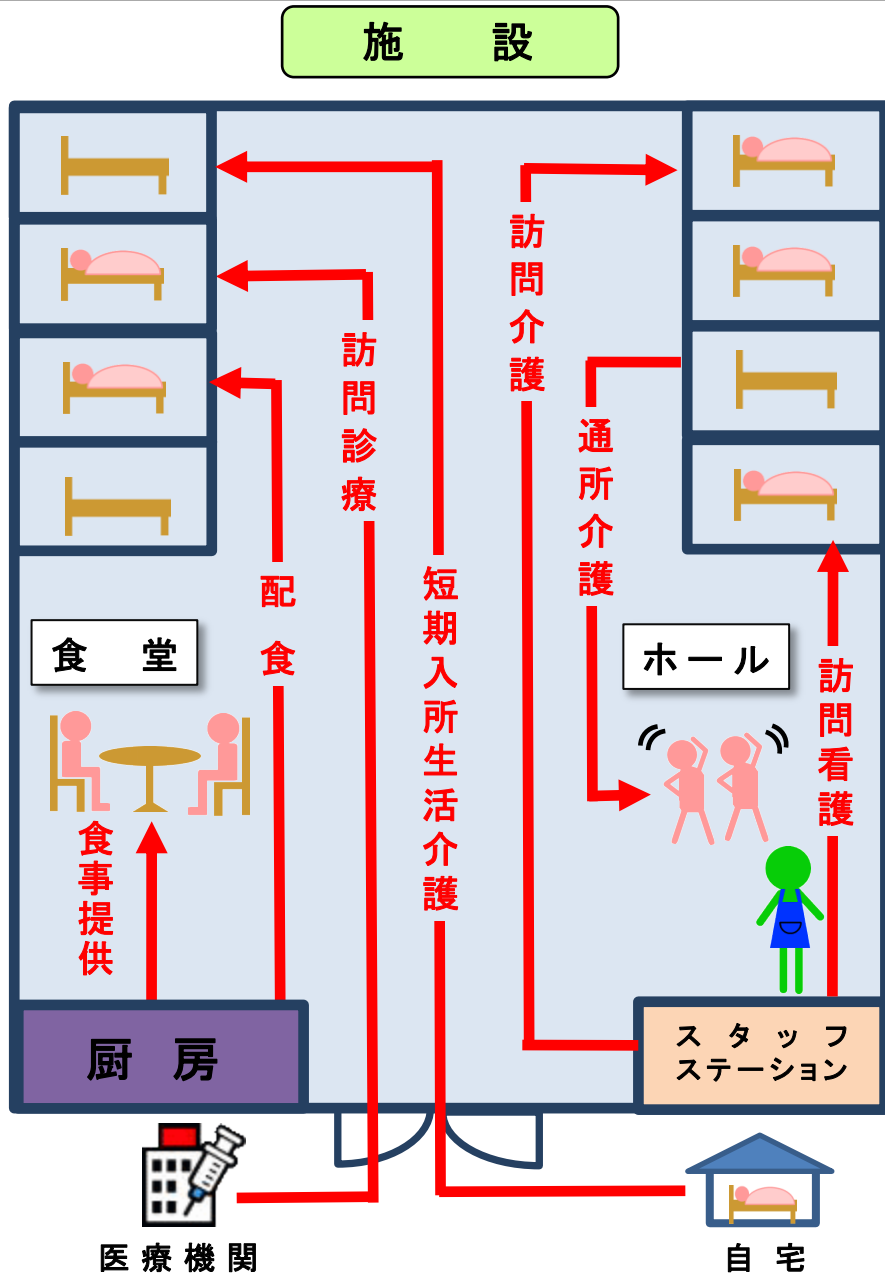 施　設
訪問介護
訪問診療
通所介護
配食
短期入所生活介護
食　堂
ホール
訪問看護
食事提供
厨房
スタッフ
ステーション
医療機関
自宅